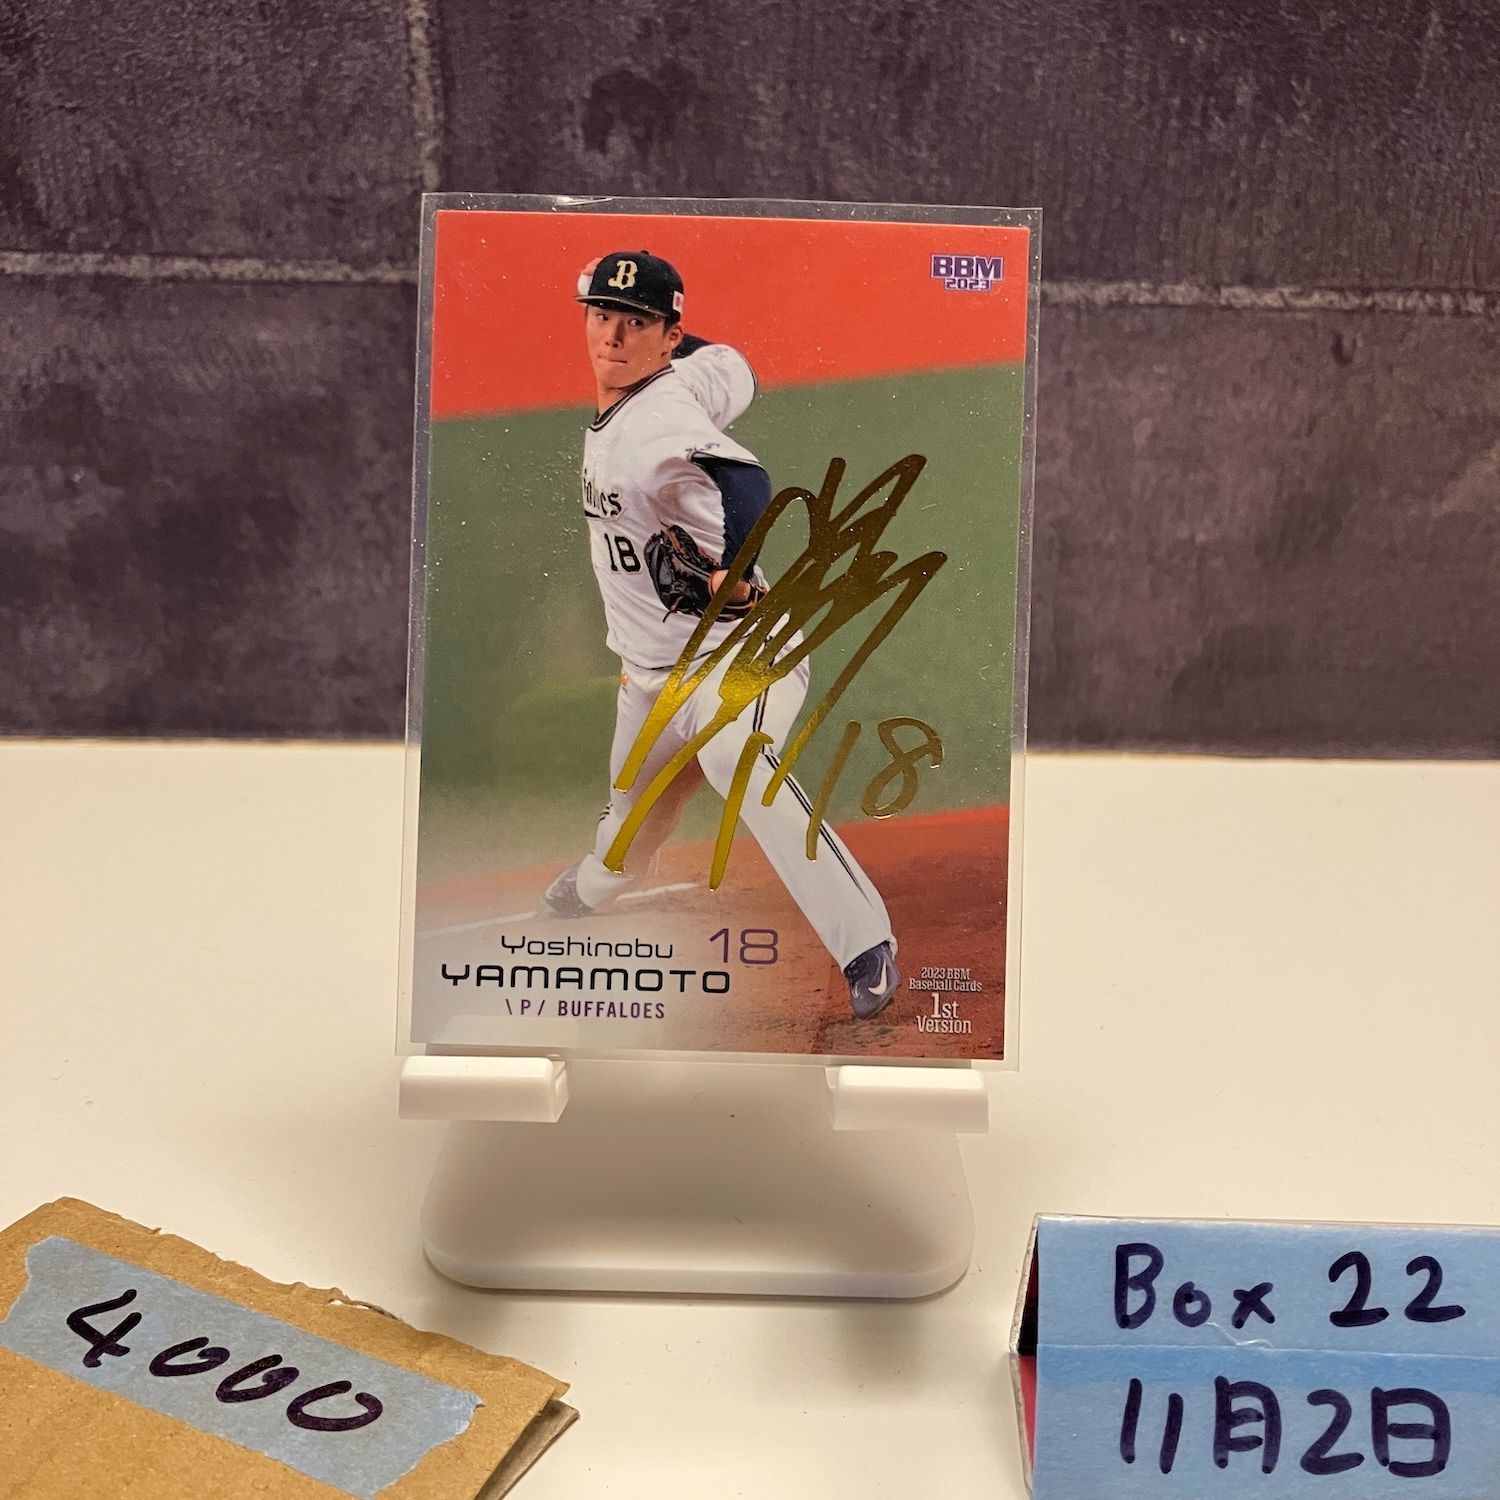 B
BBM
2023
18
18
Yoshinobu 18
YAMAMOTO
\ P / BUFFALOES
2023 BBM
Baseball Cards
1st
Version
4000
Box 22
11月2日